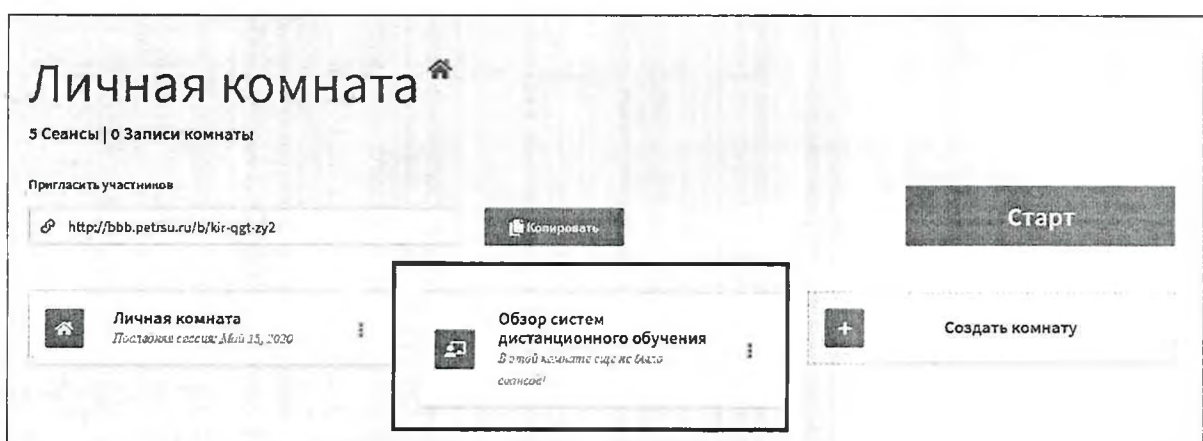 Личная комната
5 Сеансы | 0 Записи комнаты
Пригласить участников
http://bbb.petrsu.ru/b/kir-qgt-zy2
Копировать
Старт
Личная комната
Последняя сессия: Май 15, 2020
Обзор систем
дистанционного обучения
В этой комнате еще не было
сеансов!
Создать комнату